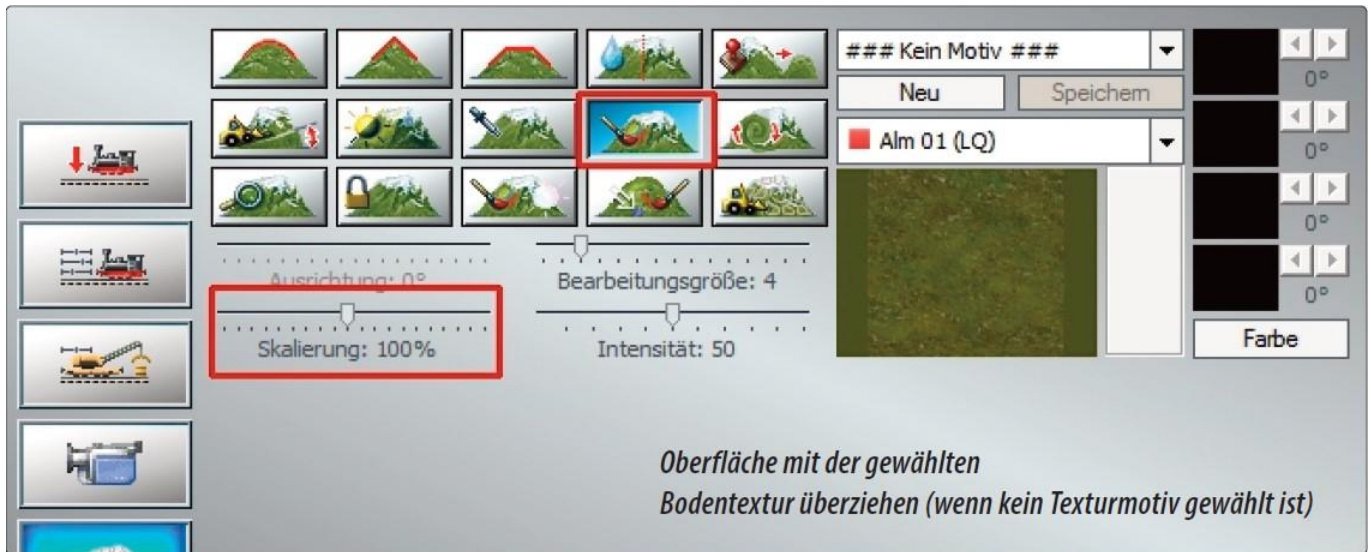 ### Kein Motiv ###
0°
Neu
Speichern
Alm 01 (LQ)
0°
0°
Ausrichtung: 0°
Bearbeitungsgröße: 4
0°
Skalierung: 100%
Intensität: 50
Farbe
Oberfläche mit der gewählten
Bodentextur überziehen (wenn kein Texturmotiv gewählt ist)